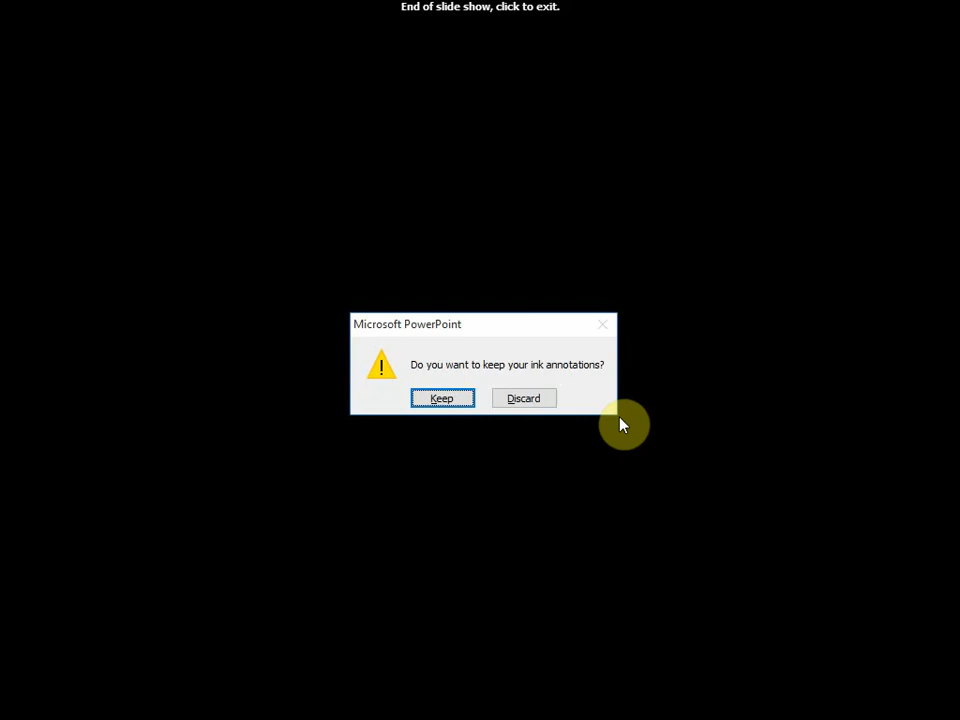 End of slide show, click to exit.
Microsoft PowerPoint
Do you want to keep your ink annotations?
Keep
Discard